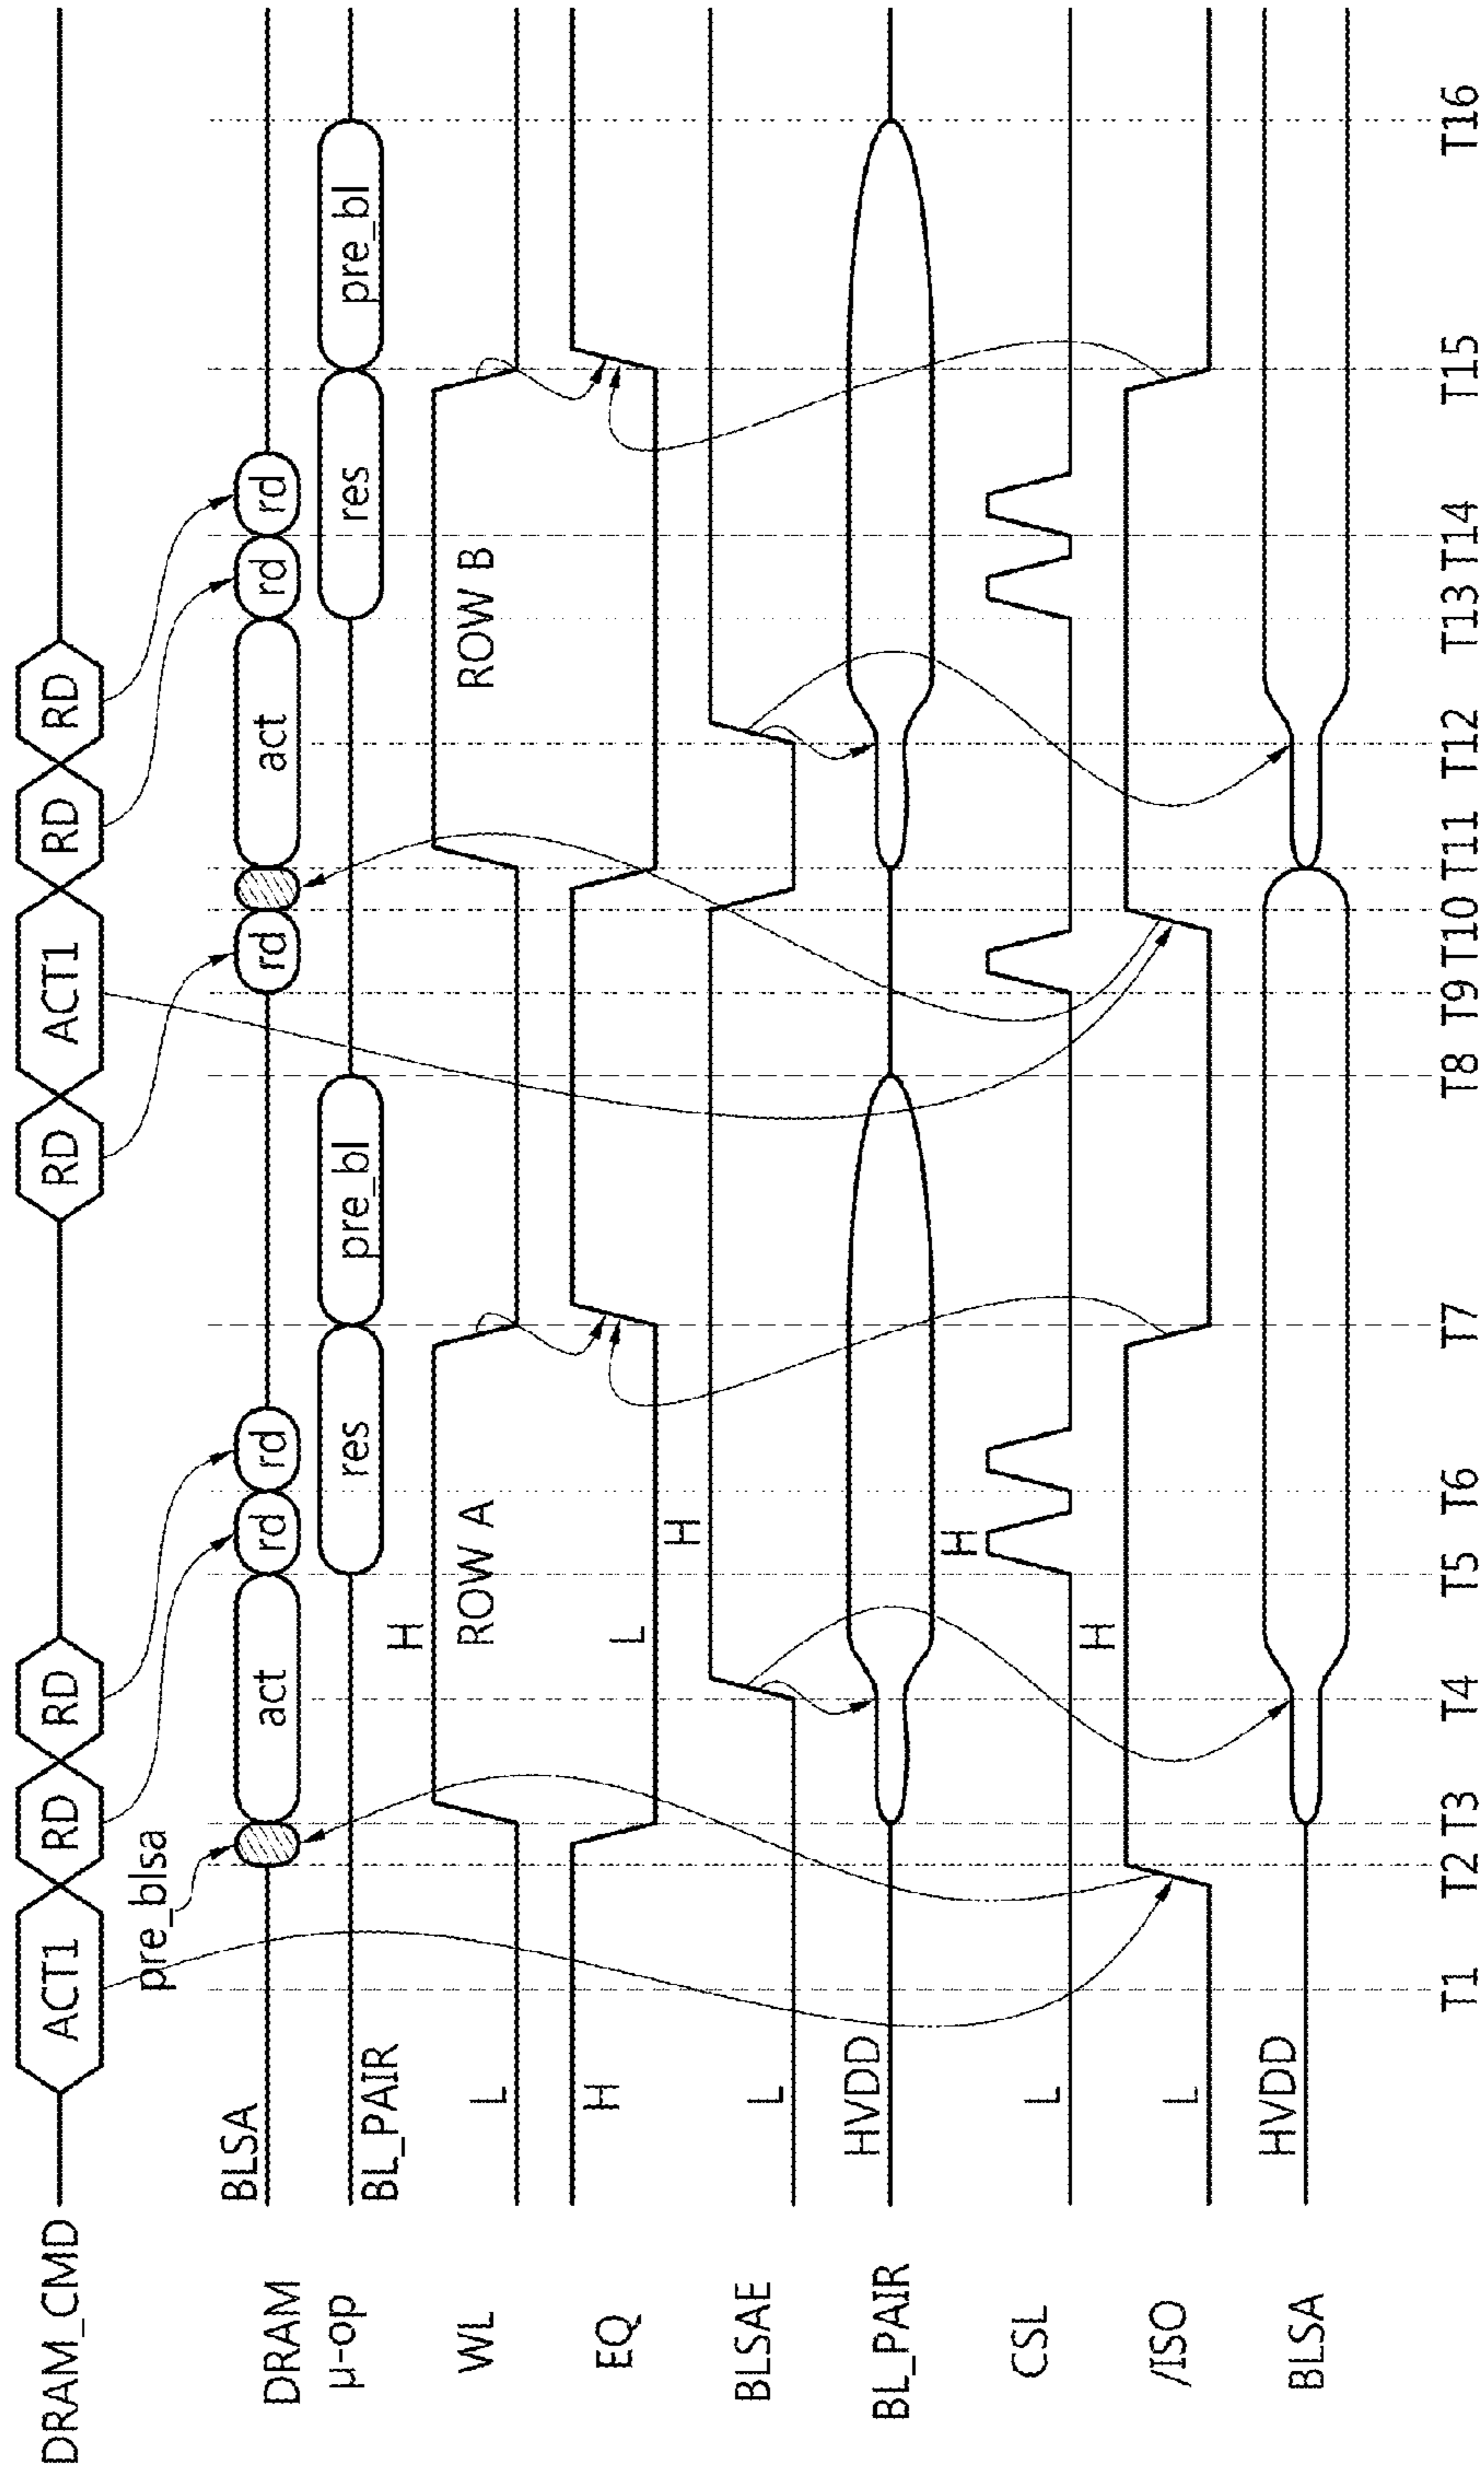 DRAM_CMD ACT1 RD RD RD ACT1 RD RD
pre_blsa
DRAM BLSA act rd rd rd act rd rd
μ-op BL_PAIR res pre_bl res pre_bl
WL L H ROW A ROW B
EQ H L
BLSAE L H
BL_PAIR HVDD
CSL L H
/ISO L H
BLSA HVDD
T1 T2 T3 T4 T5 T6 T7 T8 T9 T10 T11 T12 T13 T14 T15 T16